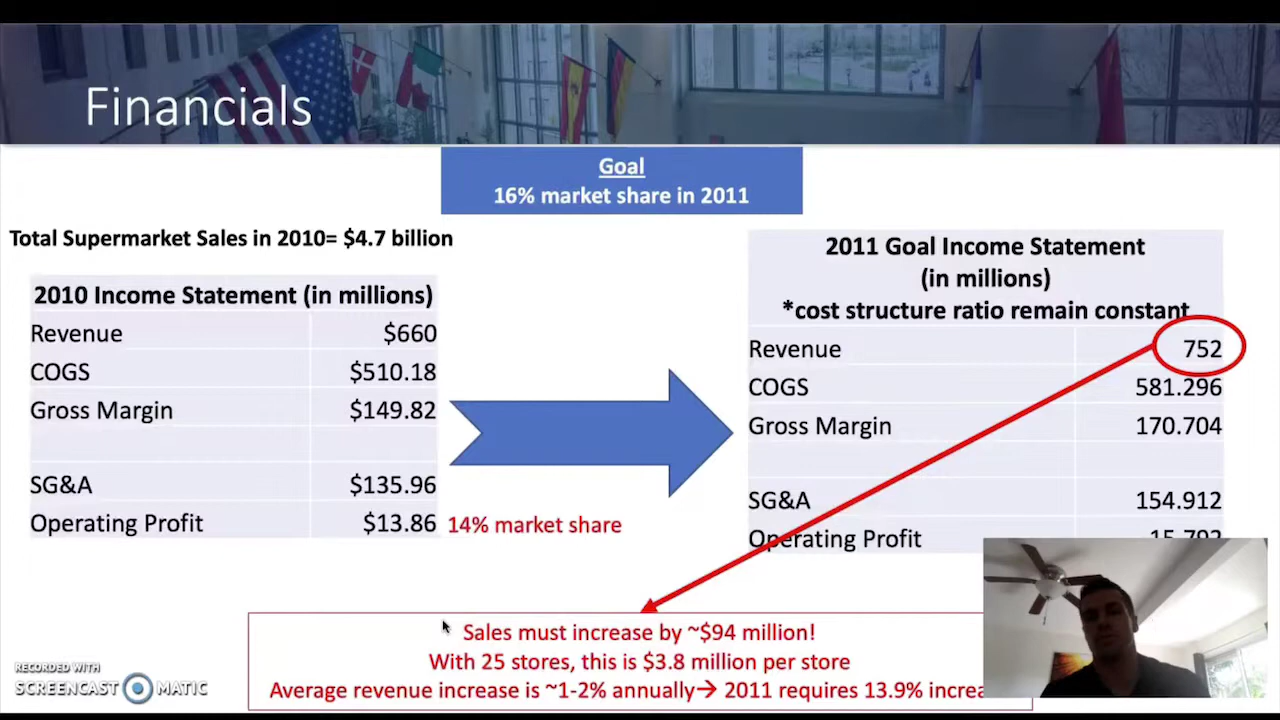 Financials
Goal
16% market share in 2011
Total Supermarket Sales in 2010= $4.7 billion
2010 Income Statement (in millions)
Revenue $660
COGS $510.18
Gross Margin $149.82
SG&A $135.96
Operating Profit $13.86
14% market share
2011 Goal Income Statement
(in millions)
*cost structure ratio remain constant
Revenue 752
COGS 581.296
Gross Margin 170.704
SG&A 154.912
Operating Profit 15.792
Sales must increase by ~$94 million!
With 25 stores, this is $3.8 million per store
Average revenue increase is ~1-2% annually→ 2011 requires 13.9%
RECORDED WITH
SCREENCAST MATIC